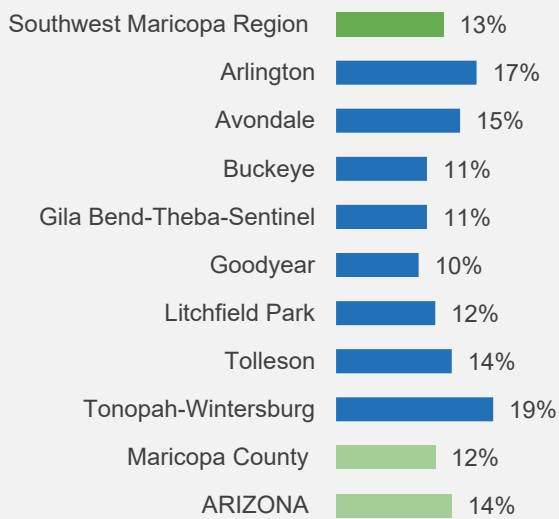 Southwest Maricopa Region 13%
Arlington 17%
Avondale 15%
Buckeye 11%
Gila Bend-Theba-Sentinel 11%
Goodyear 10%
Litchfield Park 12%
Tolleson 14%
Tonopah-Wintersburg 19%
Maricopa County 12%
ARIZONA 14%